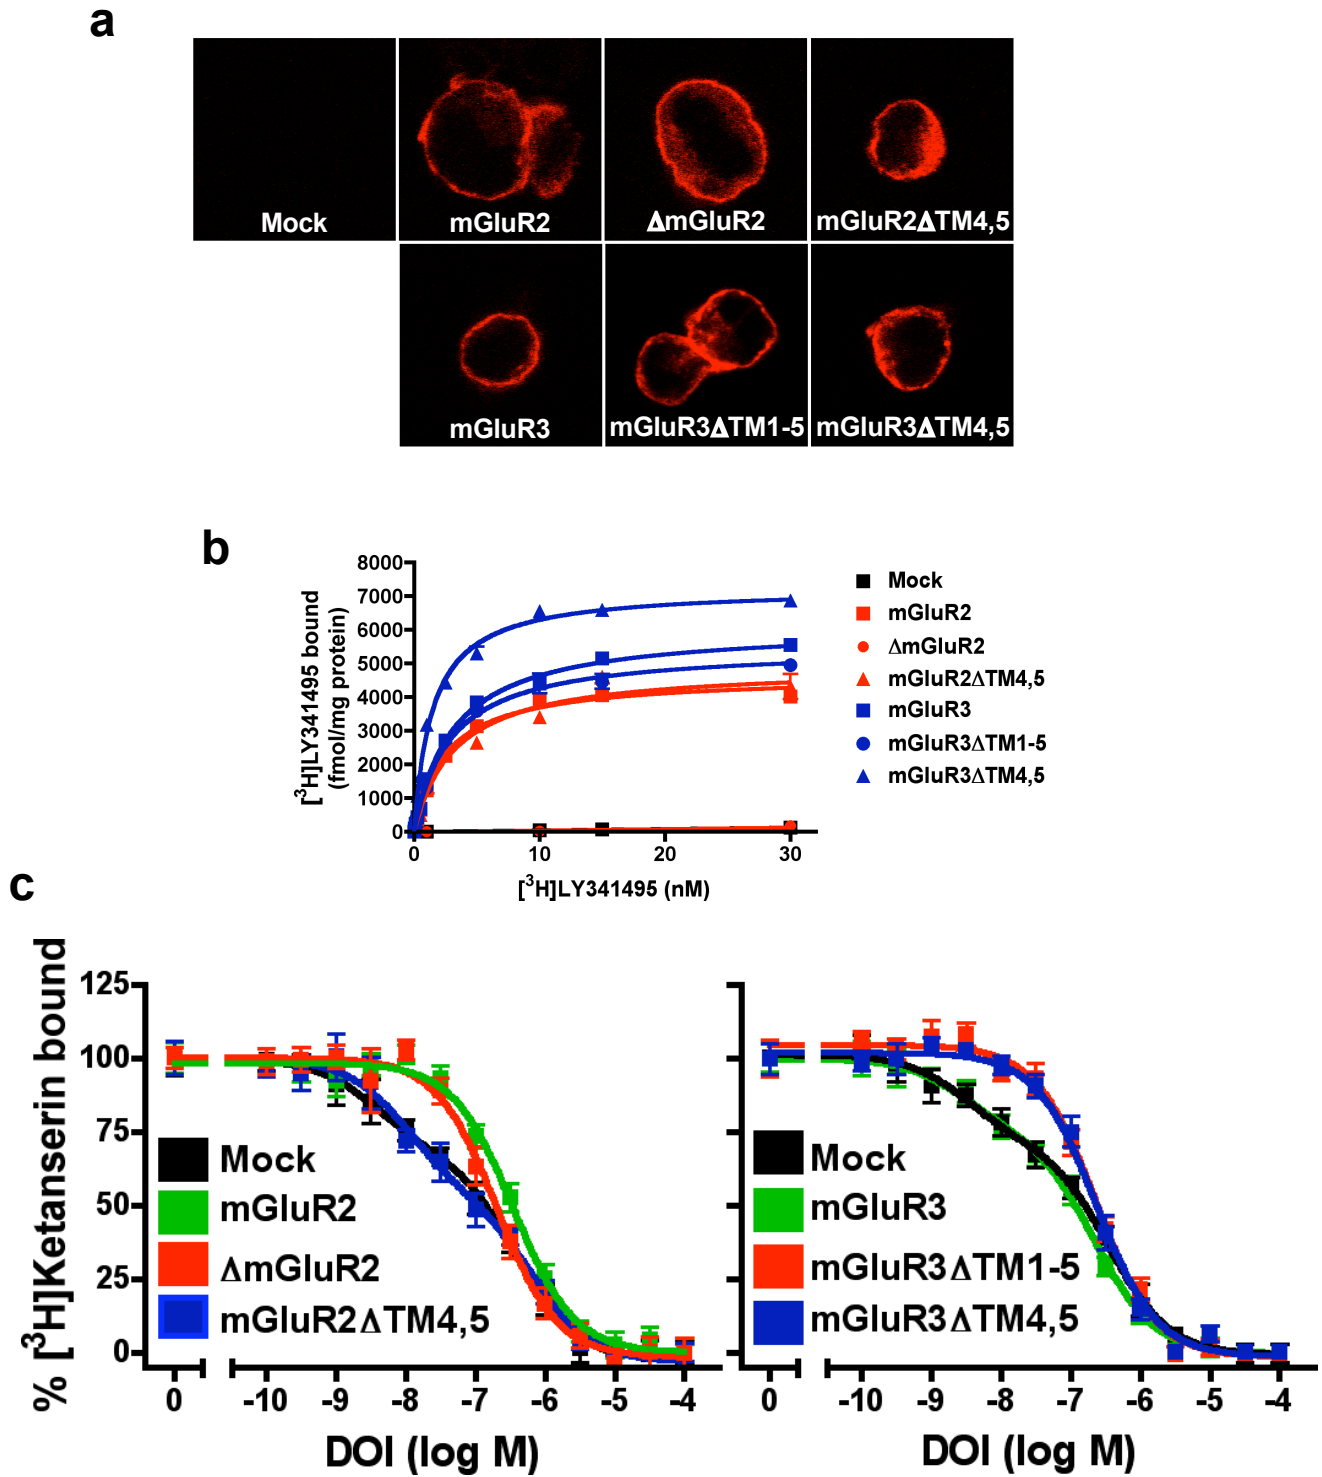 a
Mock
mGluR2
ΔmGluR2
mGluR2ΔTM4,5
mGluR3
mGluR3ΔTM1-5
mGluR3ΔTM4,5
b
[³H]LY341495 bound
(fmol/mg protein)
8000
7000
6000
5000
4000
3000
2000
1000
0
0 10 20 30
[³H]LY341495 (nM)
Mock
mGluR2
ΔmGluR2
mGluR2ΔTM4,5
mGluR3
mGluR3ΔTM1-5
mGluR3ΔTM4,5
c
% [³H]Ketanserin bound
125
100
75
50
25
0
Mock
mGluR2
ΔmGluR2
mGluR2ΔTM4,5
0 -10 -9 -8 -7 -6 -5 -4
DOI (log M)
Mock
mGluR3
mGluR3ΔTM1-5
mGluR3ΔTM4,5
0 -10 -9 -8 -7 -6 -5 -4
DOI (log M)